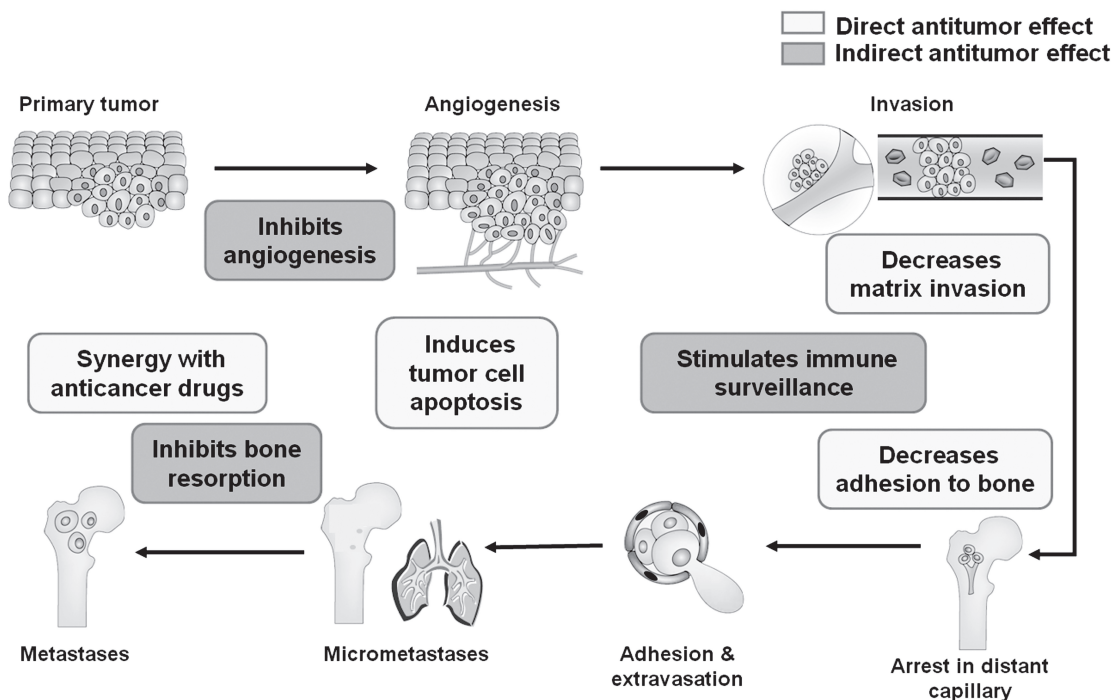 Direct antitumor effect
Indirect antitumor effect
Primary tumor
Angiogenesis
Invasion
Inhibits
angiogenesis
Decreases
matrix invasion
Synergy with
anticancer drugs
Induces
tumor cell
apoptosis
Stimulates immune
surveillance
Inhibits bone
resorption
Decreases
adhesion to bone
Metastases
Micrometastases
Adhesion &
extravasation
Arrest in distant
capillary